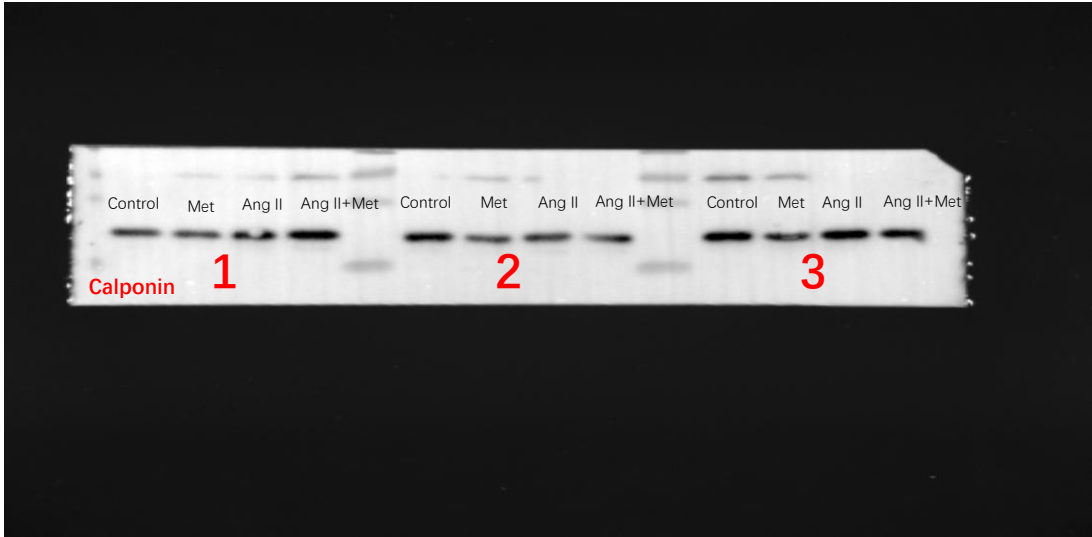 Control Met Ang II Ang II+Met Control Met Ang II Ang II+Met Control Met Ang II Ang II+Met
Calponin 1 2 3